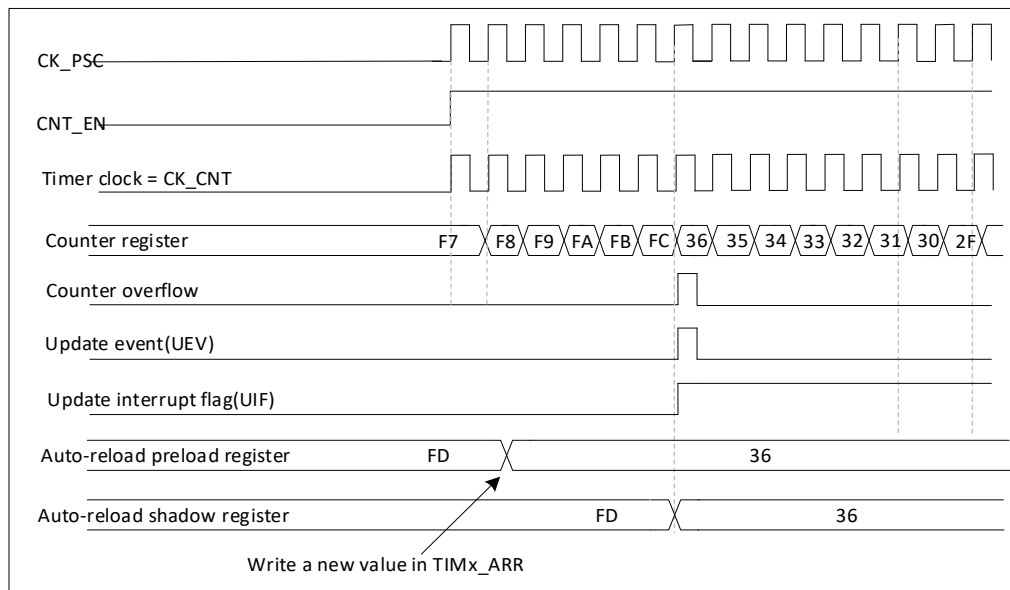 CK_PSC
CNT_EN
Timer clock = CK_CNT
Counter register F7 F8 F9 FA FB FC 36 35 34 33 32 31 30 2F
Counter overflow
Update event(UEV)
Update interrupt flag(UIF)
Auto-reload preload register FD 36
Auto-reload shadow register FD 36
Write a new value in TIMx_ARR